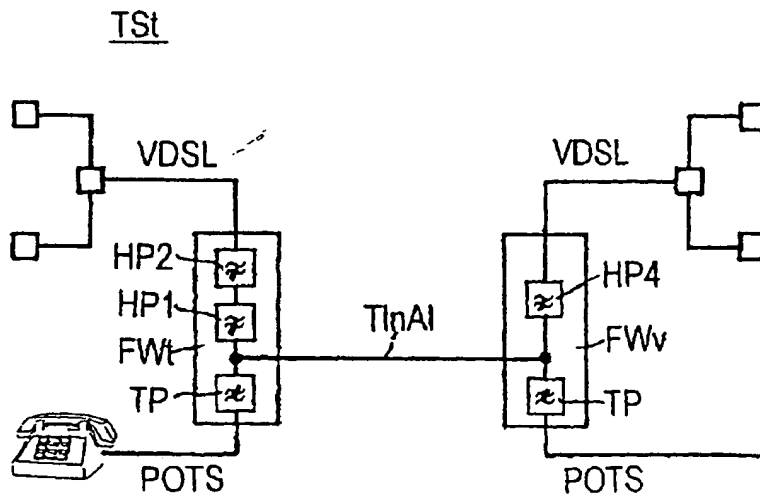 TSt
VDSL
VDSL
HP2
HP1
HP4
TlnAl
FWt
FWv
TP
TP
POTS
POTS